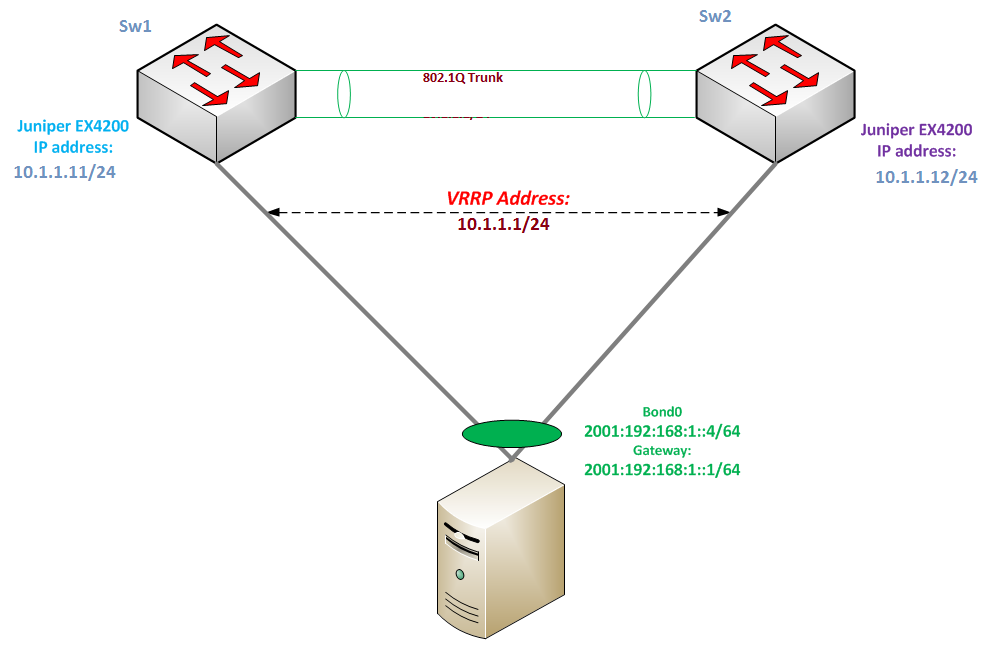 Sw1
Sw2
802.1Q Trunk
Juniper EX4200
IP address:
10.1.1.11/24
Juniper EX4200
IP address:
10.1.1.12/24
VRRP Address:
10.1.1.1/24
Bond0
2001:192:168:1::4/64
Gateway:
2001:192:168:1::1/64